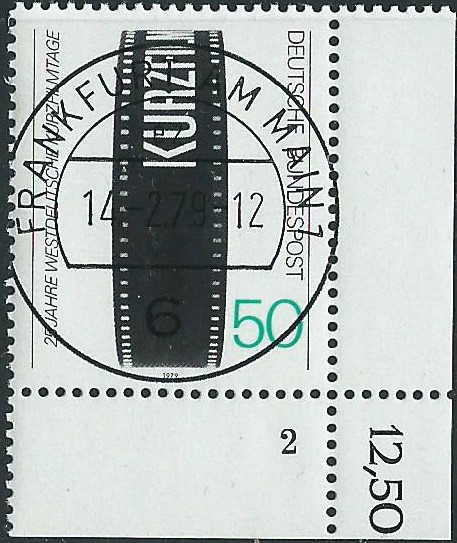 25 JAHRE WESTDEUTSCHE KURZFILMTAGE
KURZFILM
DEUTSCHE BUNDESPOST
FRANKFURT AM MAIN 1
14-2.79-12
6
50
1979
2
12,50